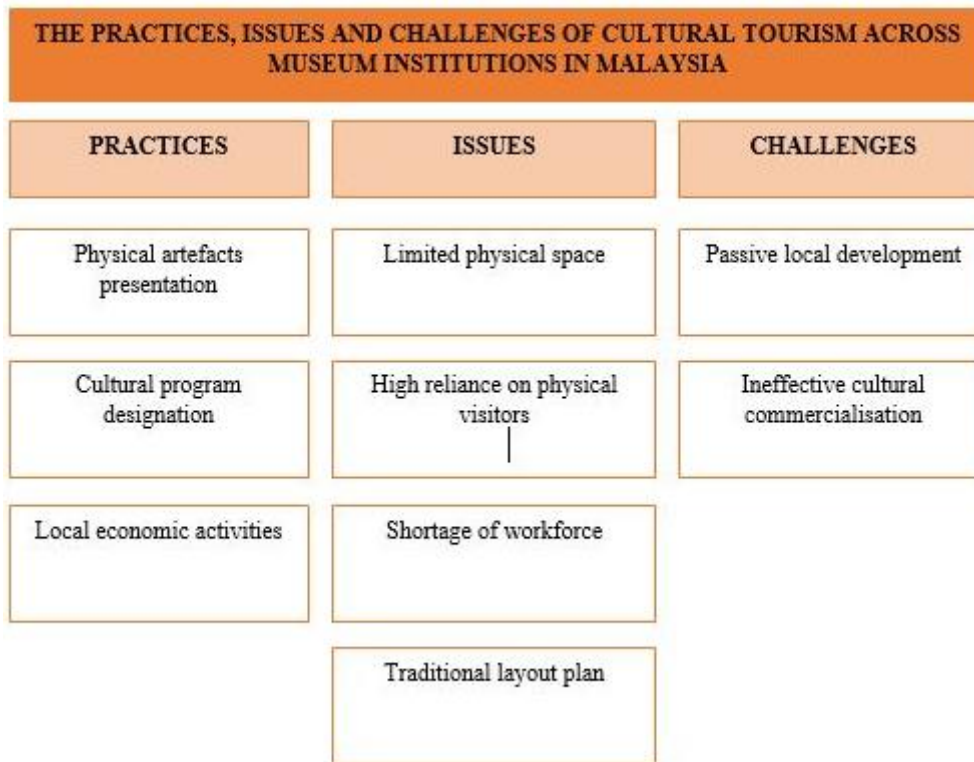 THE PRACTICES, ISSUES AND CHALLENGES OF CULTURAL TOURISM ACROSS
MUSEUM INSTITUTIONS IN MALAYSIA
PRACTICES
ISSUES
CHALLENGES
Physical artefacts
presentation
Limited physical space
Passive local development
Cultural program
designation
High reliance on physical
visitors
Ineffective cultural
commercialisation
Local economic activities
Shortage of workforce
Traditional layout plan